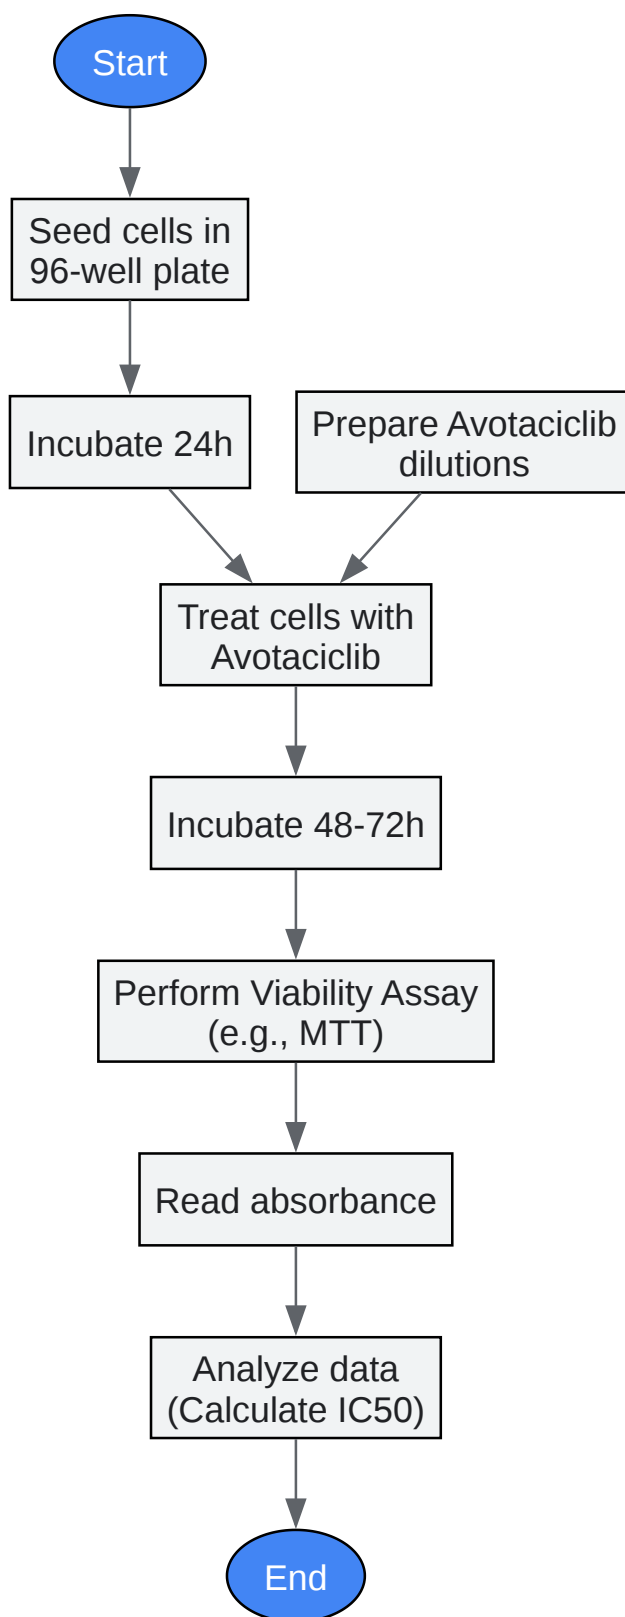 Start
Seed cells in
96-well plate
Incubate 24h
Prepare Avotaciclib
dilutions
Treat cells with
Avotaciclib
Incubate 48-72h
Perform Viability Assay
(e.g., MTT)
Read absorbance
Analyze data
(Calculate IC50)
End